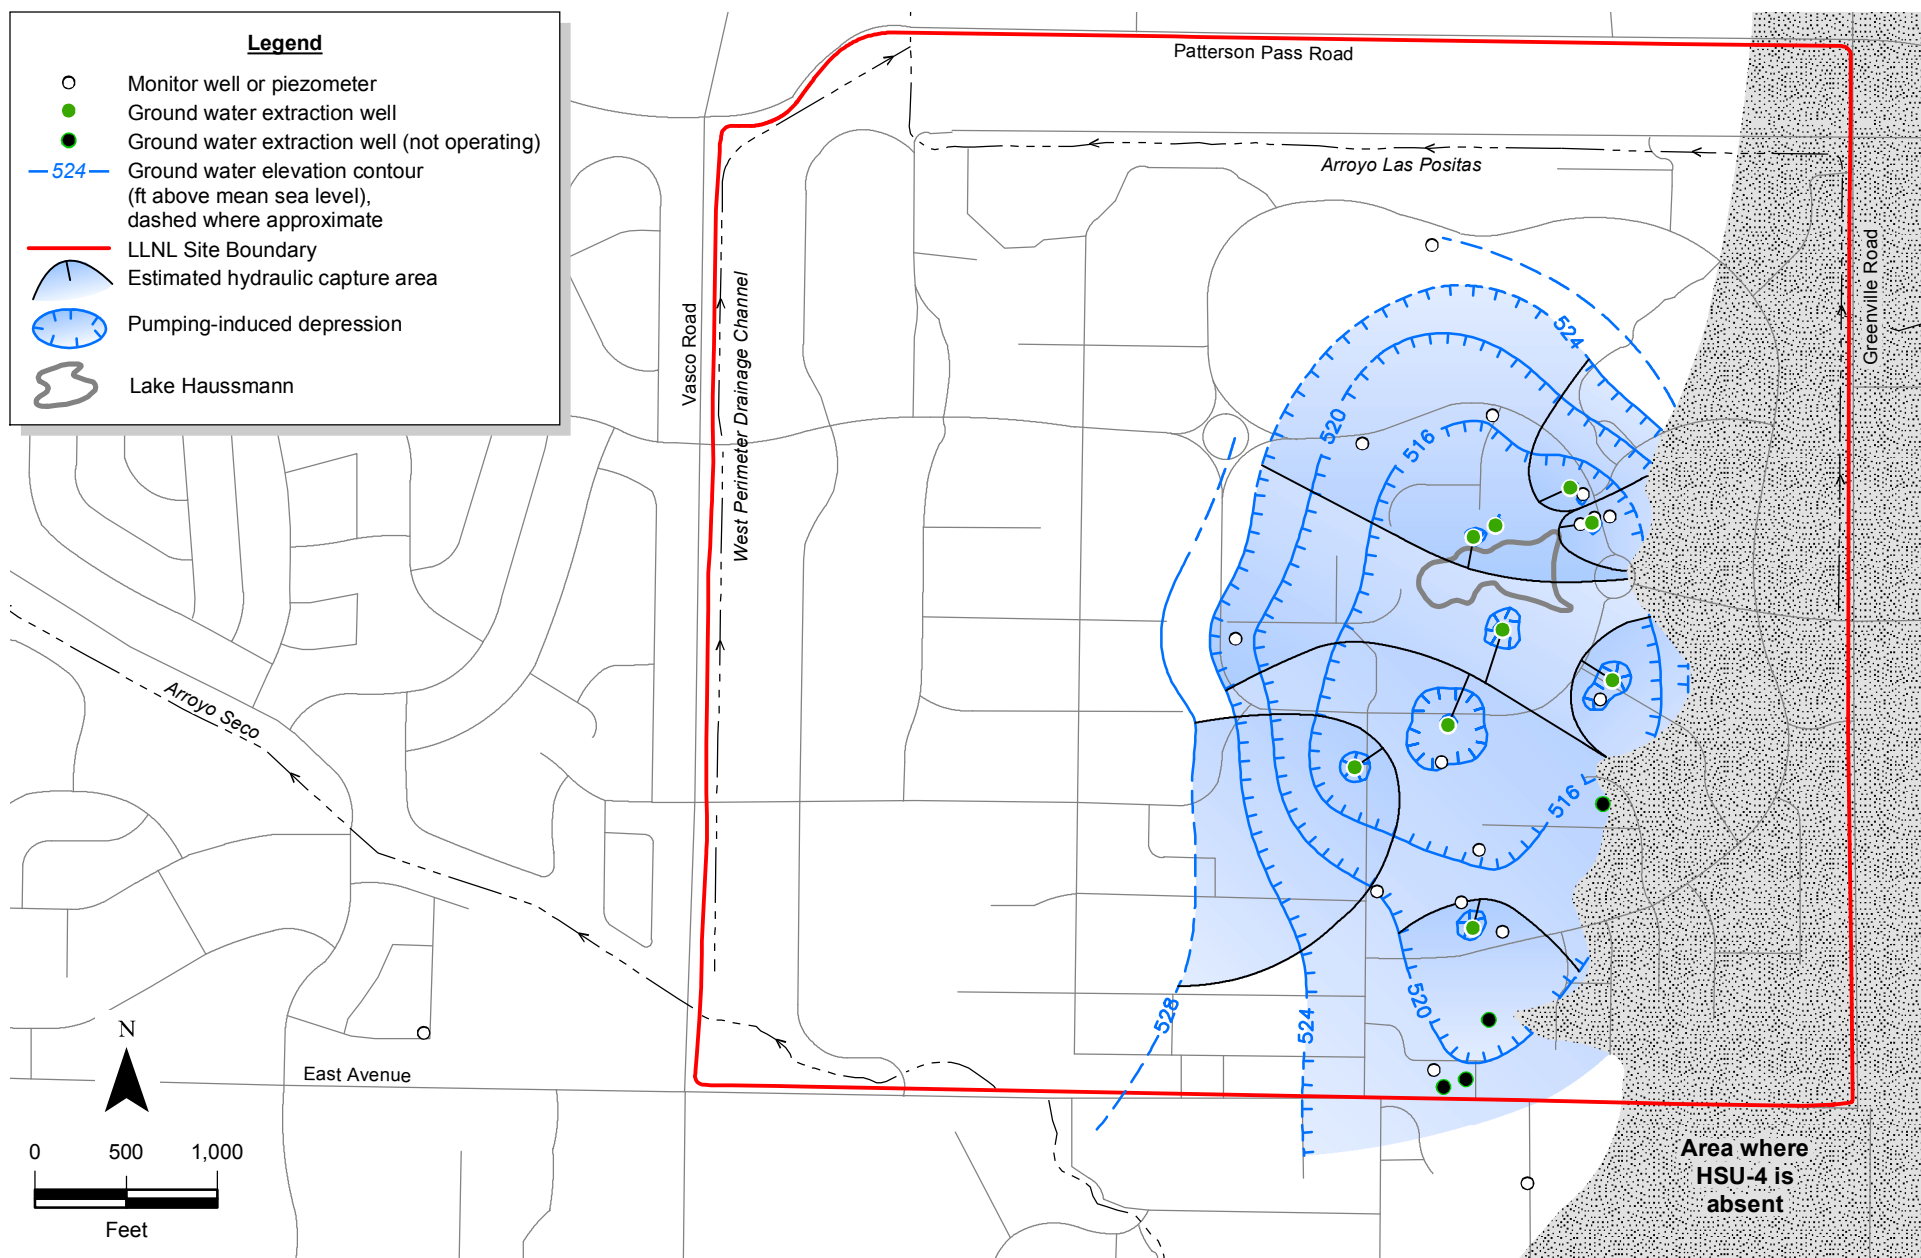 Legend
Monitor well or piezometer
Ground water extraction well
Ground water extraction well (not operating)
524
Ground water elevation contour
(ft above mean sea level),
dashed where approximate
LLNL Site Boundary
Estimated hydraulic capture area
Pumping-induced depression
Lake Haussmann
Patterson Pass Road
Arroyo Las Positas
Greenville Road
Vasco Road
West Perimeter Drainage Channel
524
520
516
Arroyo Seco
516
520
528
524
N
East Avenue
0 500 1,000
Feet
Area where
HSU-4 is
absent